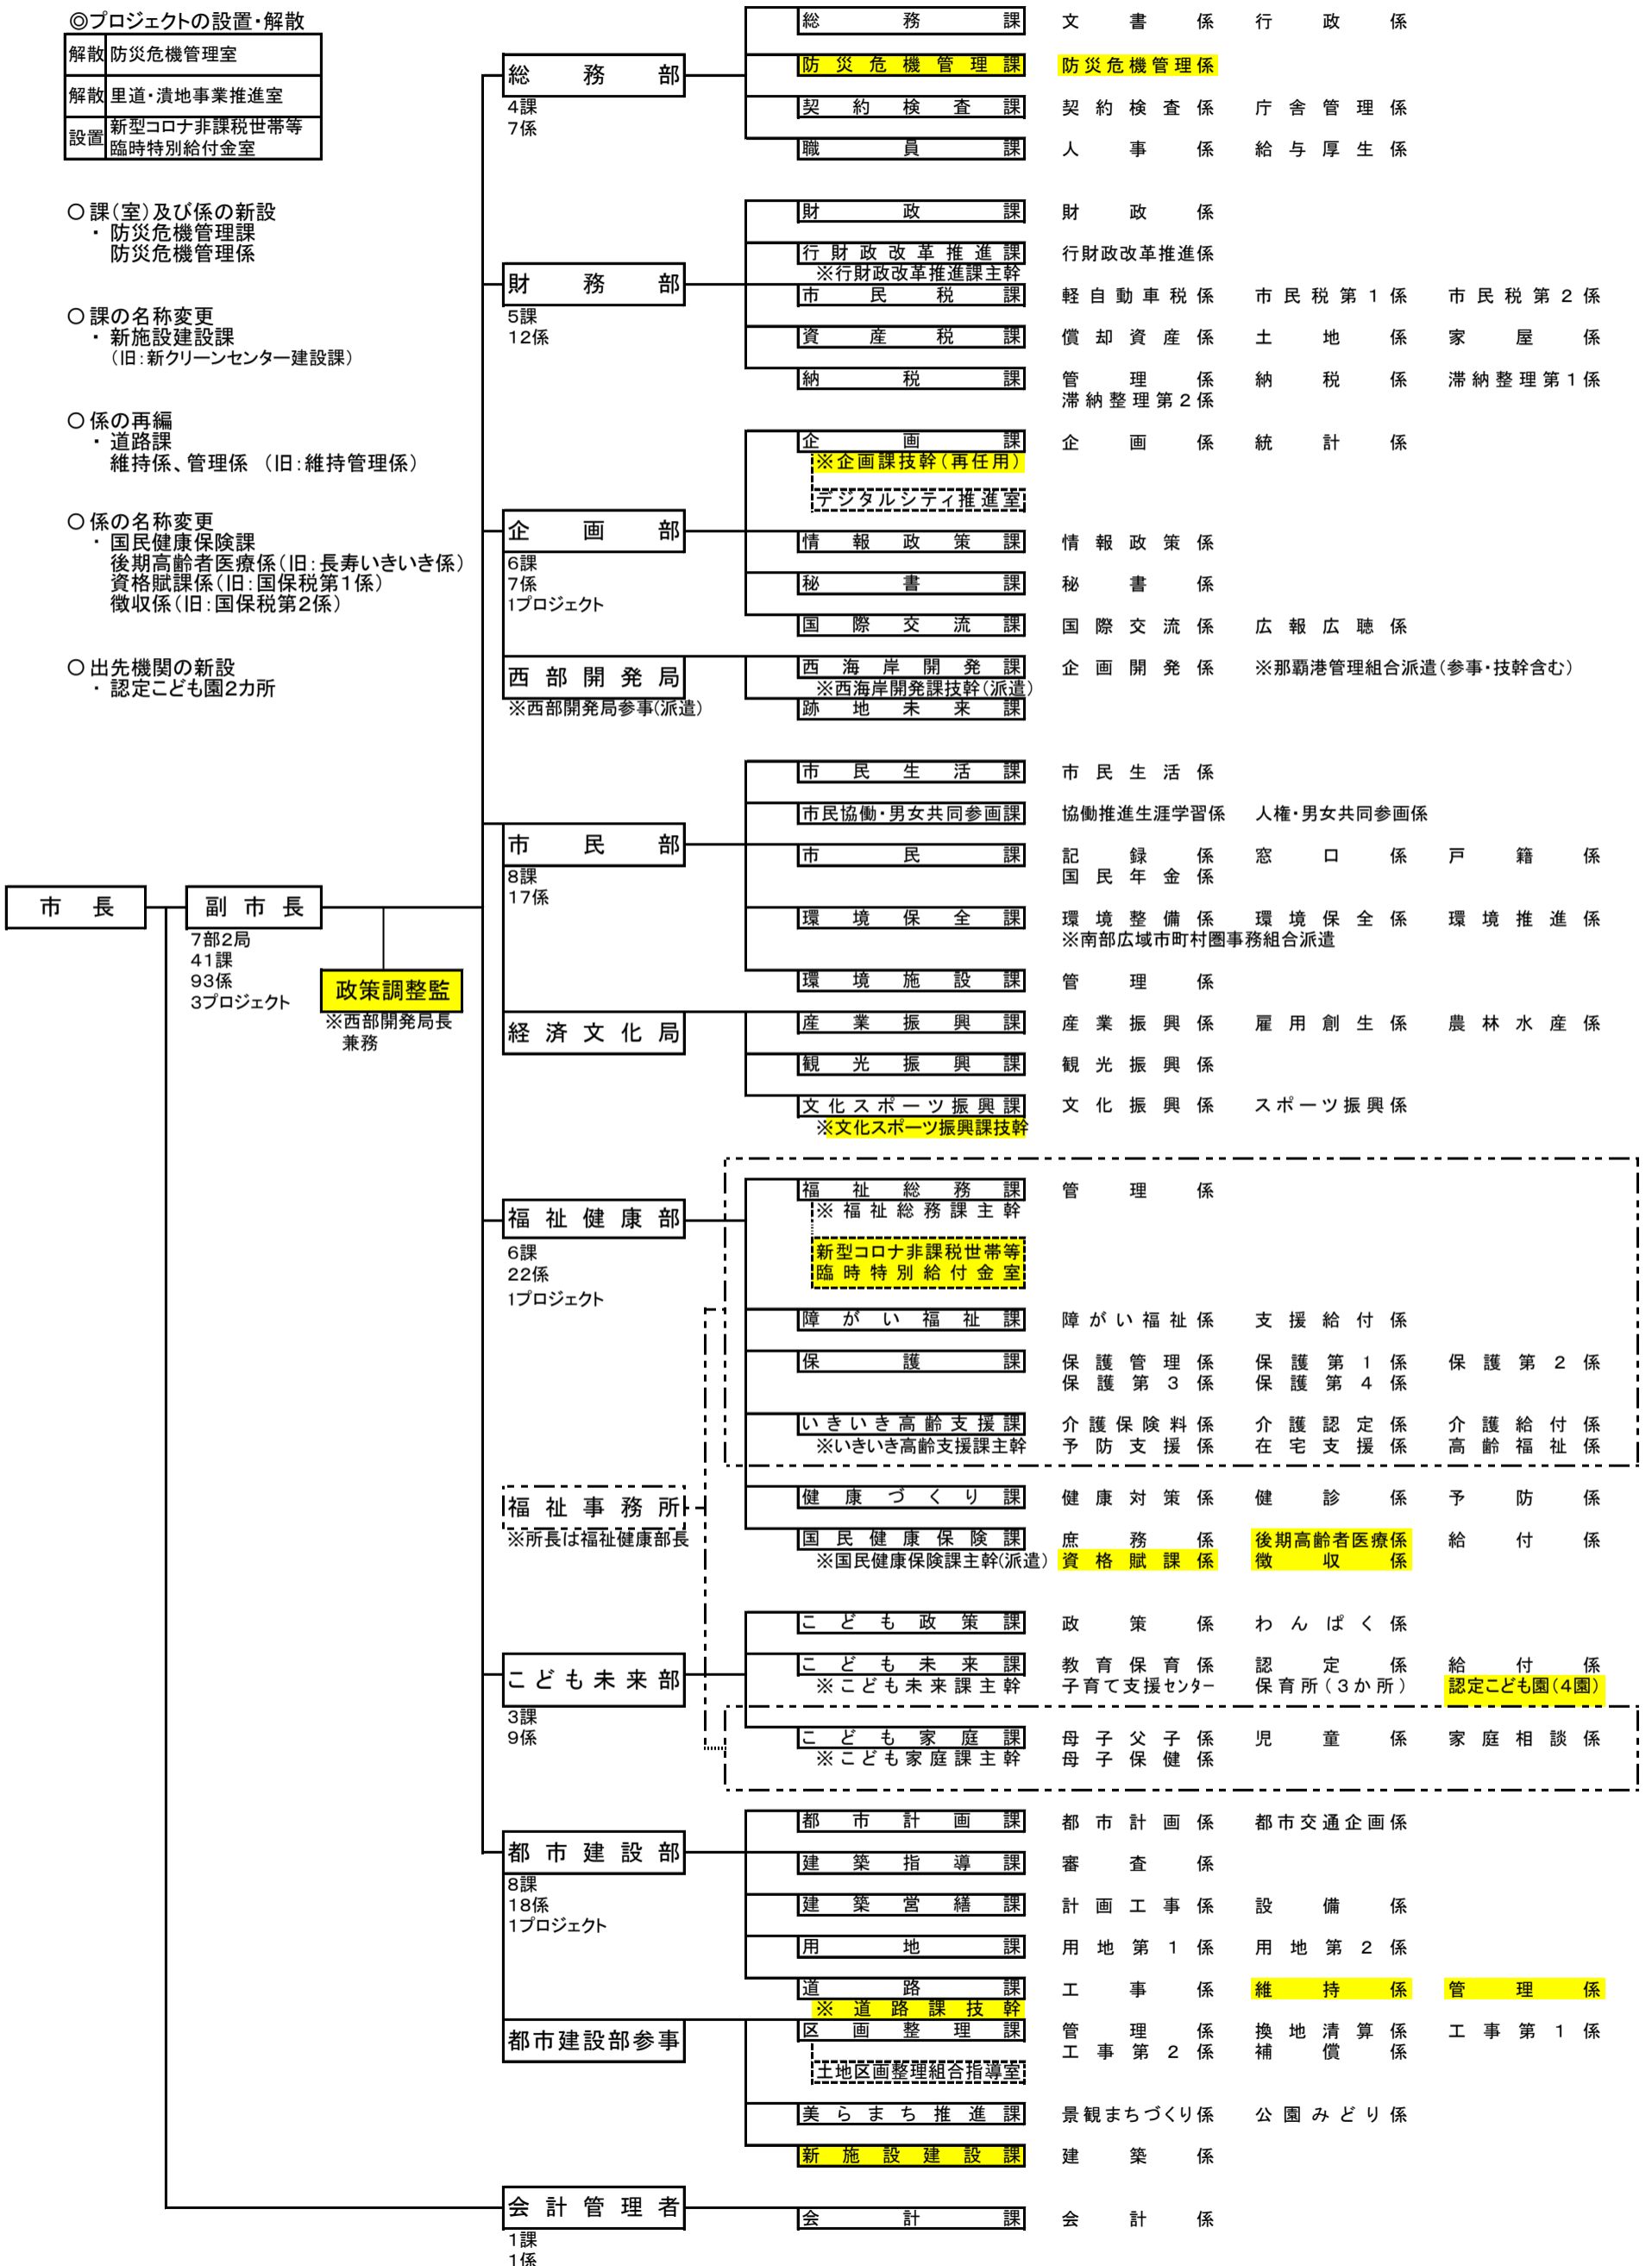 ◎プロジェクトの設置・解散
解散 防災危機管理室
解散 里道・潰地事業推進室
設置 新型コロナ非課税世帯等
臨時特別給付金室
○ 課(室)及び係の新設
・ 防災危機管理課
防災危機管理係
○ 課の名称変更
・ 新施設建設課
(旧:新クリーンセンター建設課)
○ 係の再編
・ 道路課
維持係、管理係 (旧:維持管理係)
○ 係の名称変更
・ 国民健康保険課
後期高齢者医療係(旧:長寿いきいき係)
資格賦課係(旧:国保税第1係)
徴収係(旧:国保税第2係)
○ 出先機関の新設
・ 認定こども園2カ所
市長
副市長
7部2局
41課
93係
3プロジェクト
政策調整監
※西部開発局長
兼務
総務部
4課
7係
総務課 文書係 行政係
防災危機管理課 防災危機管理係
契約検査課 契約検査係 庁舎管理係
職員課 人事係 給与厚生係
財務部
5課
12係
財政課 財政係
行財政改革推進課 行財政改革推進係
※行財政改革推進課主幹
市民税課 軽自動車税係 市民税第1係 市民税第2係
資産税課 償却資産係 土地係 家屋係
納税課 管理係 納税係 滞納整理第1係
滞納整理第2係
企画部
6課
7係
1プロジェクト
企画課 企画係 統計係
※企画課技幹(再任用)
デジタルシティ推進室
情報政策課 情報政策係
秘書課 秘書係
国際交流課 国際交流係 広報広聴係
西部開発局
※西部開発局参事(派遣)
西海岸開発課 企画開発係 ※那覇港管理組合派遣(参事・技幹含む)
※西海岸開発課技幹(派遣)
跡地未来課
市民部
8課
17係
市民生活課 市民生活係
市民協働・男女共同参画課 協働推進生涯学習係 人権・男女共同参画係
市民課 記録係 窓口係 戸籍係
国民年金係
環境保全課 環境整備係 環境保全係 環境推進係
※南部広域市町村圏事務組合派遣
環境施設課 管理係
経済文化局
産業振興課 産業振興係 雇用創生係 農林水産係
観光振興課 観光振興係
文化スポーツ振興課 文化振興係 スポーツ振興係
※文化スポーツ振興課技幹
福祉健康部
6課
22係
1プロジェクト
福祉総務課 管理係
※福祉総務課主幹
新型コロナ非課税世帯等
臨時特別給付金室
障がい福祉課 障がい福祉係 支援給付係
保護課 保護管理係 保護第1係 保護第2係
保護第3係 保護第4係
いきいき高齢支援課 介護保険料係 介護認定係 介護給付係
※いきいき高齢支援課主幹 予防支援係 在宅支援係 高齢福祉係
福祉事務所
※所長は福祉健康部長
健康づくり課 健康対策係 健診係 予防係
国民健康保険課 庶務係 後期高齢者医療係 給付係
※国民健康保険課主幹(派遣) 資格賦課係 徴収係
こども未来部
3課
9係
こども政策課 政策係 わんぱく係
こども未来課 教育保育係 認定係 給付係
※こども未来課主幹 子育て支援センター 保育所(3か所) 認定こども園(4園)
こども家庭課 母子父子係 児童係 家庭相談係
※こども家庭課主幹 母子保健係
都市建設部
8課
18係
1プロジェクト
都市計画課 都市計画係 都市交通企画係
建築指導課 審査係
建築営繕課 計画工事係 設備係
用地課 用地第1係 用地第2係
道路課 工事係 維持係 管理係
※道路課技幹
都市建設部参事
区画整理課 管理係 換地清算係 工事第1係
工事第2係 補償係
土地区画整理組合指導室
美らまち推進課 景観まちづくり係 公園みどり係
新施設建設課 建築係
会計管理者
1課
1係
会計課 会計係